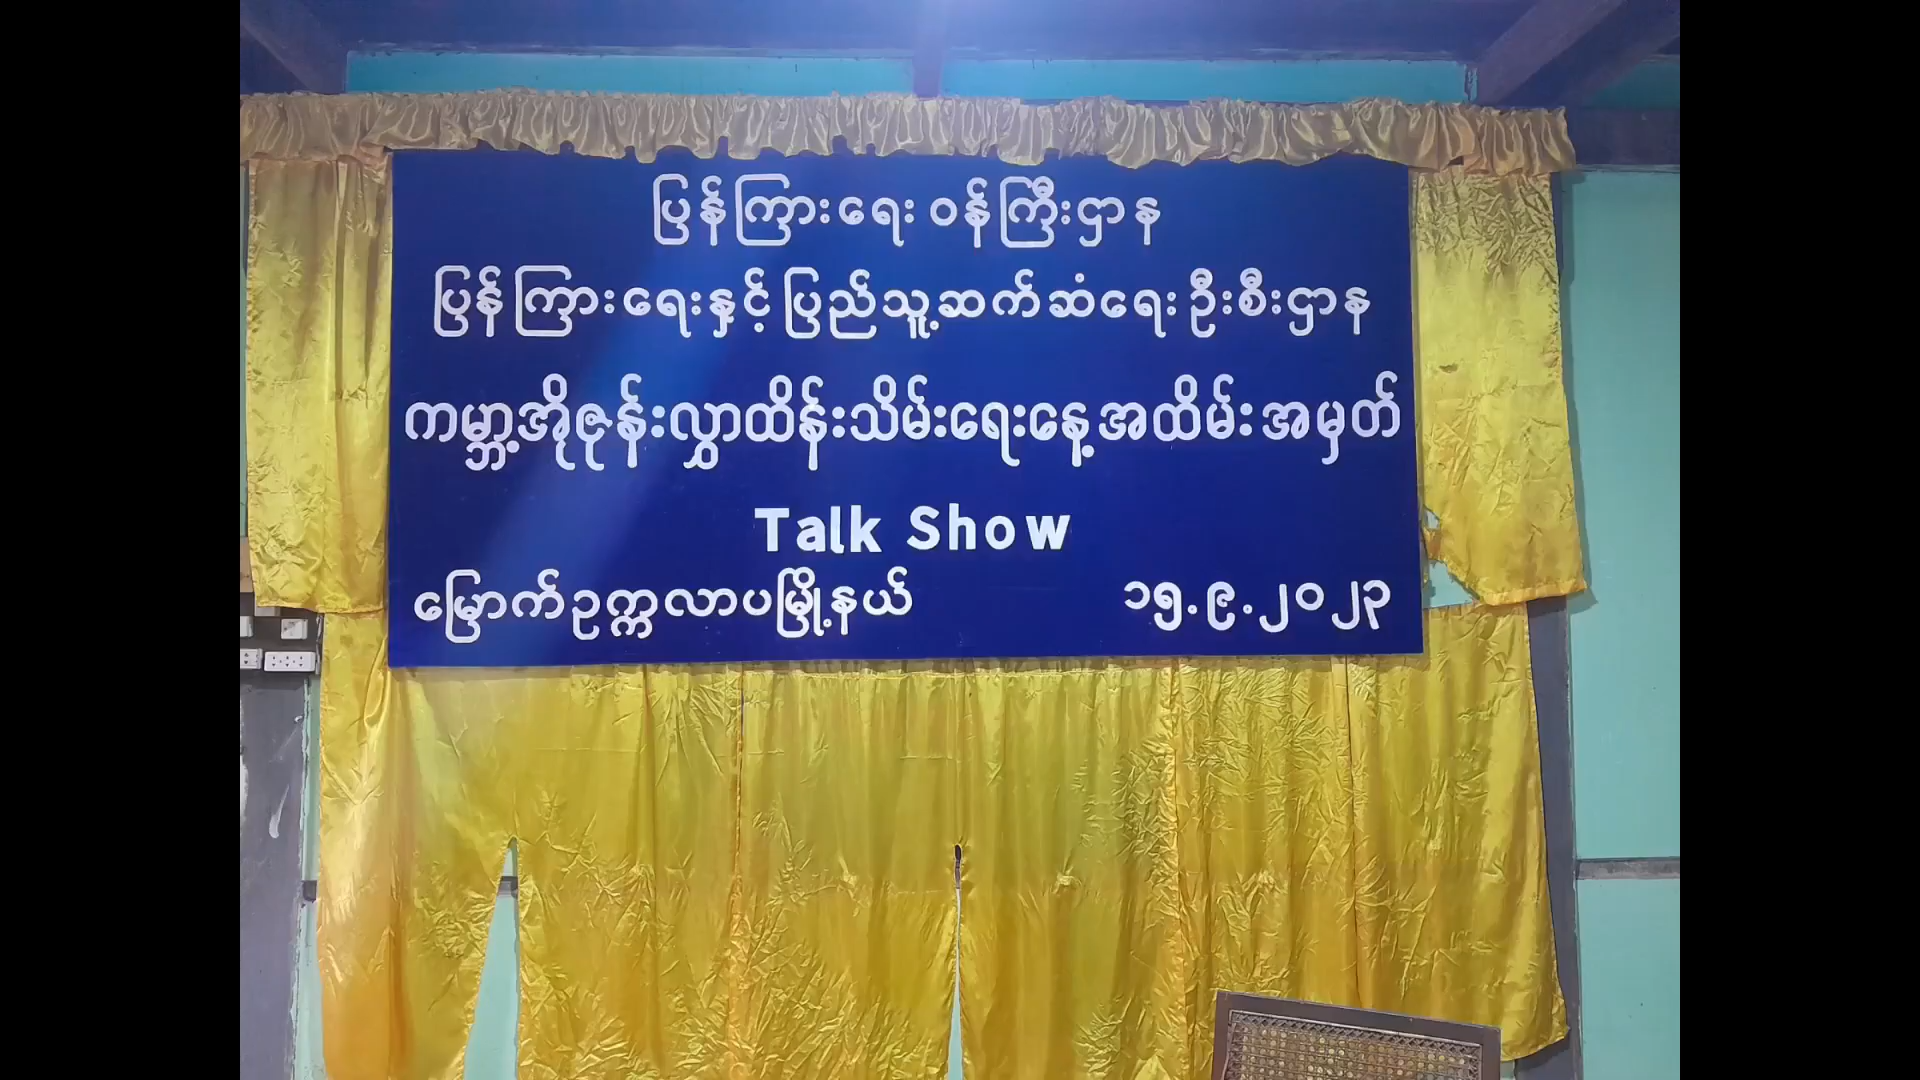 ပြန်ကြားရေး ဝန်ကြီးဌာန
ပြန်ကြားရေးနှင့် ပြည်သူ့ဆက်ဆံရေး ဦးစီးဌာန
ကမ္ဘာ့အိုဇုန်းလွှာထိန်းသိမ်းရေးနေ့အထိမ်းအမှတ်
Talk Show
မြောက်ဥက္ကလာပမြို့နယ် ၁၅.၉.၂၀၂၃